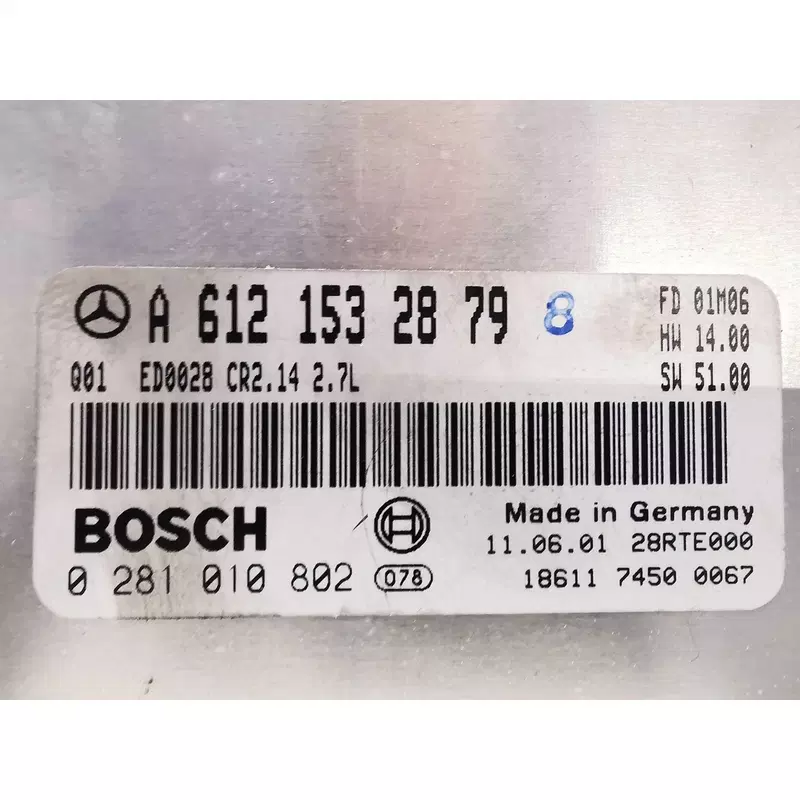 A 612 153 28 79 8 FD 01M06
HW 14.00
Q01 ED0028 CR2.14 2.7L SW 51.00
BOSCH Made in Germany
11.06.01 28RTE000
0 281 010 802 078 18611 7450 0067